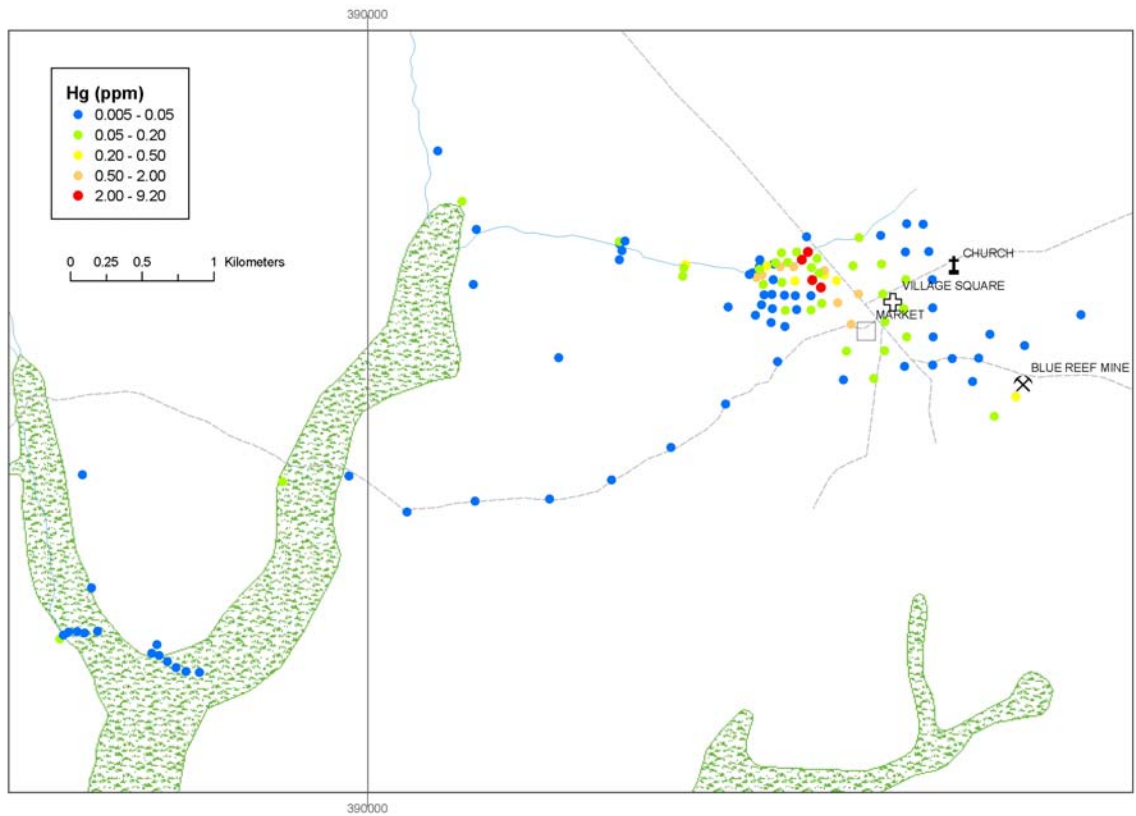 390000
Hg (ppm)
0.005 - 0.05
0.05 - 0.20
0.20 - 0.50
0.50 - 2.00
2.00 - 9.20
0 0.25 0.5 1 Kilometers
CHURCH
VILLAGE SQUARE
MARKET
BLUE REEF MINE
390000